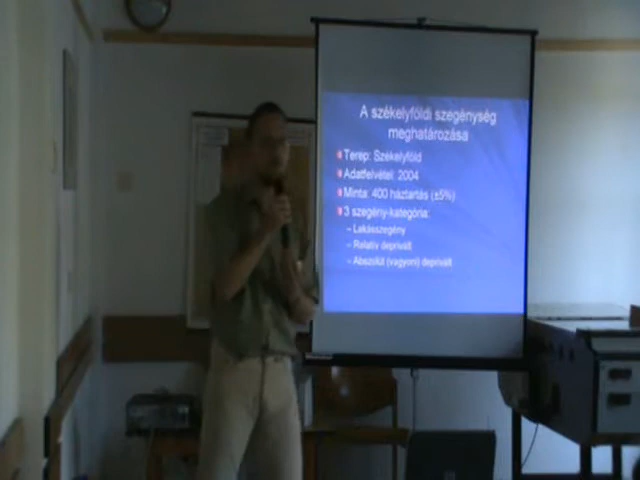 A székelyföldi szegénység
meghatározása
Terep: Székelyföld
Adatfelvétel: 2004
Minta: 400 háztartás (±5%)
3 szegény-kategória:
– Lakásszegény
– Relatív deprivált
– Abszolút (vagyoni) deprivált